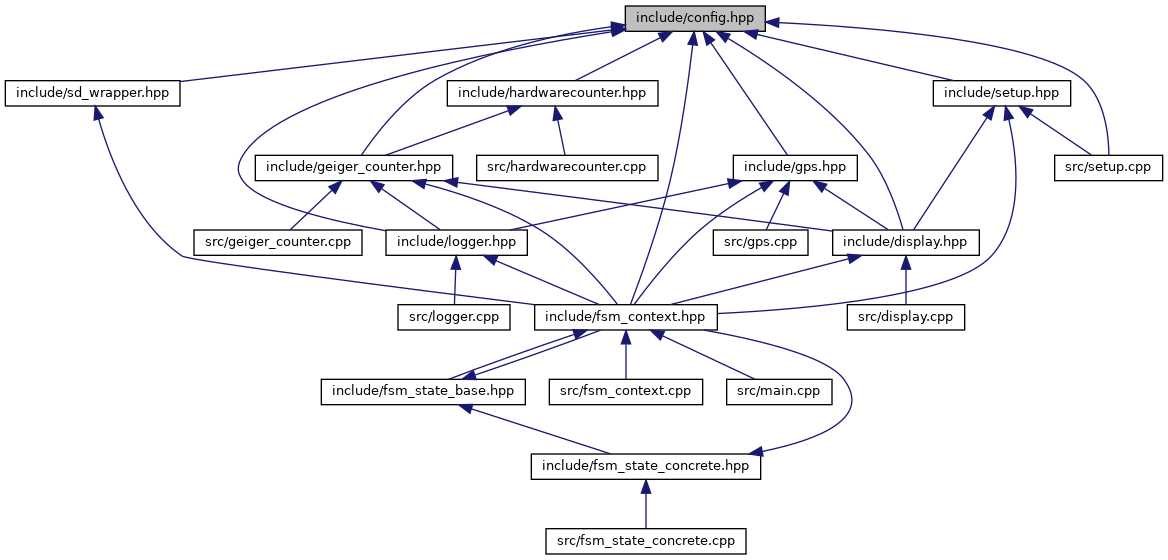 include/config.hpp
include/sd_wrapper.hpp
include/hardwarecounter.hpp
include/setup.hpp
include/geiger_counter.hpp
src/hardwarecounter.cpp
include/gps.hpp
src/setup.cpp
src/geiger_counter.cpp
include/logger.hpp
src/gps.cpp
include/display.hpp
src/logger.cpp
include/fsm_context.hpp
src/display.cpp
include/fsm_state_base.hpp
src/fsm_context.cpp
src/main.cpp
include/fsm_state_concrete.hpp
src/fsm_state_concrete.cpp